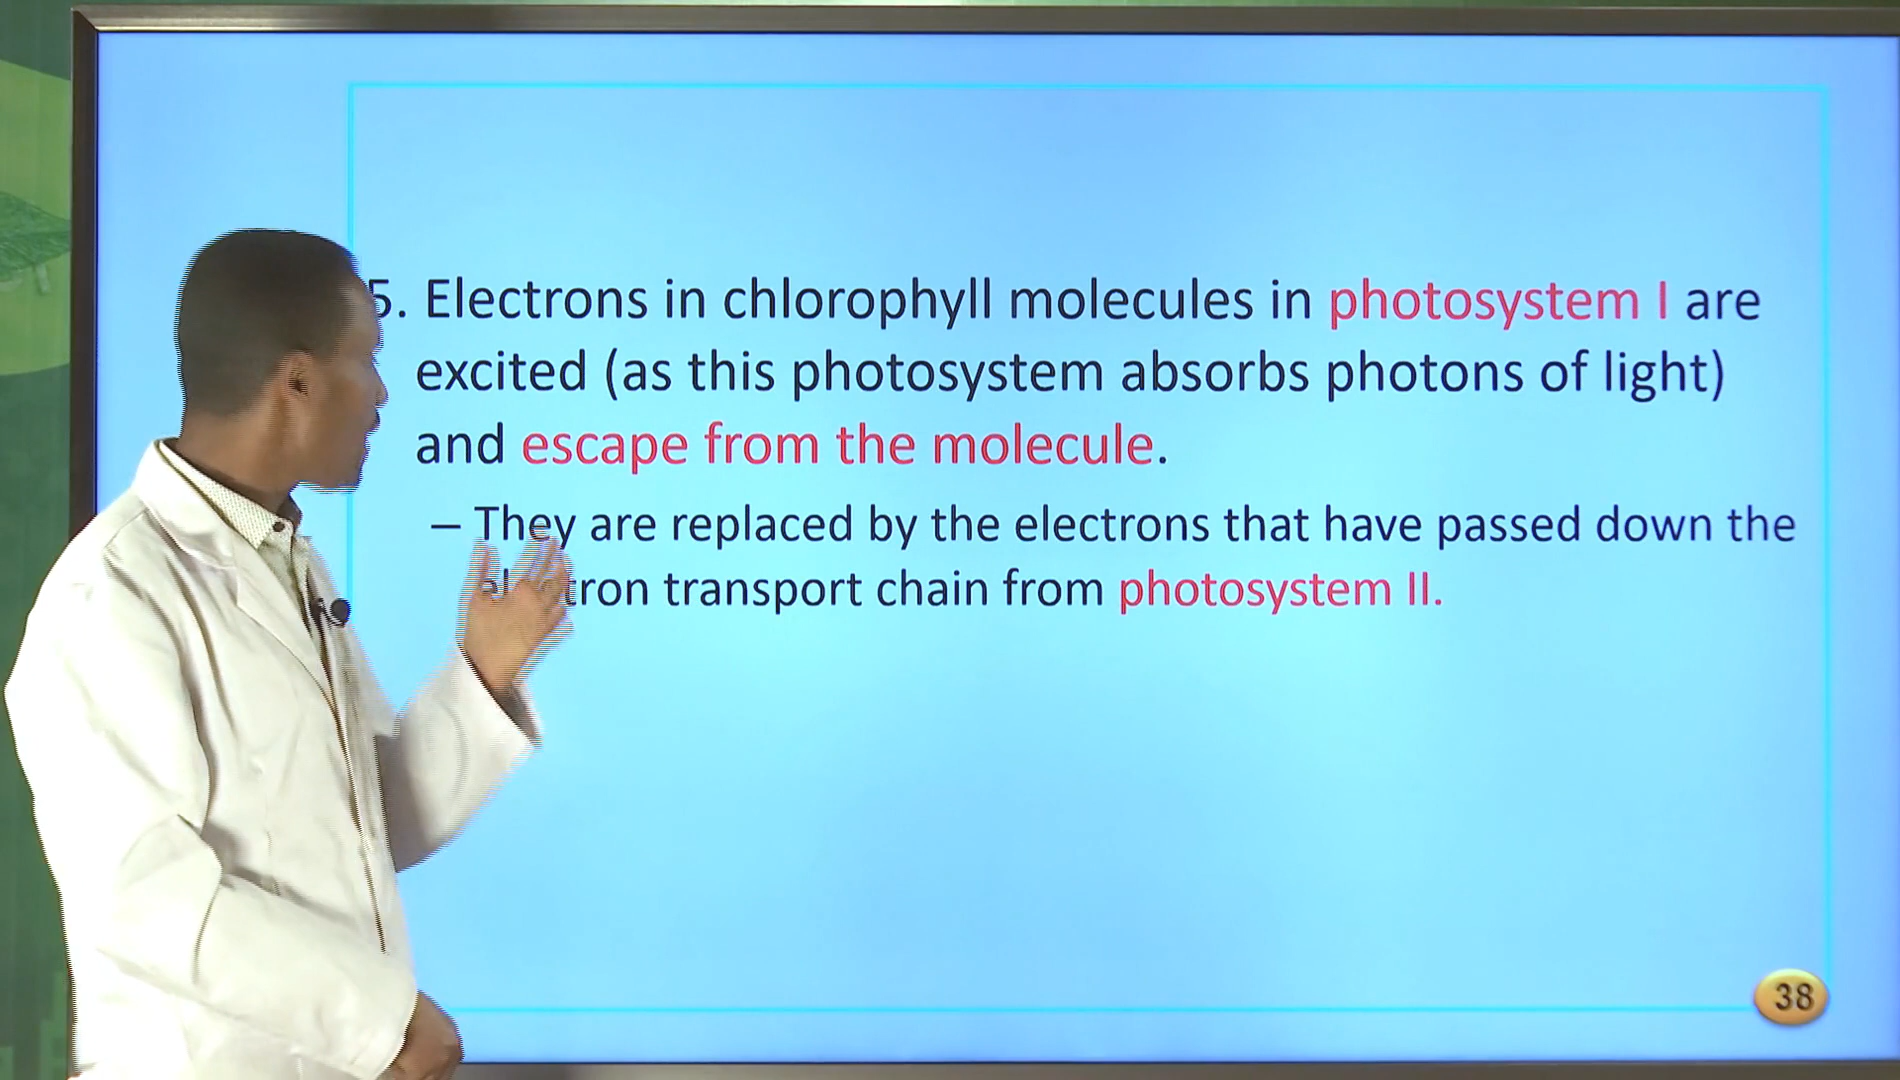 5. Electrons in chlorophyll molecules in photosystem I are
excited (as this photosystem absorbs photons of light)
and escape from the molecule.
– They are replaced by the electrons that have passed down the
electron transport chain from photosystem II.
38